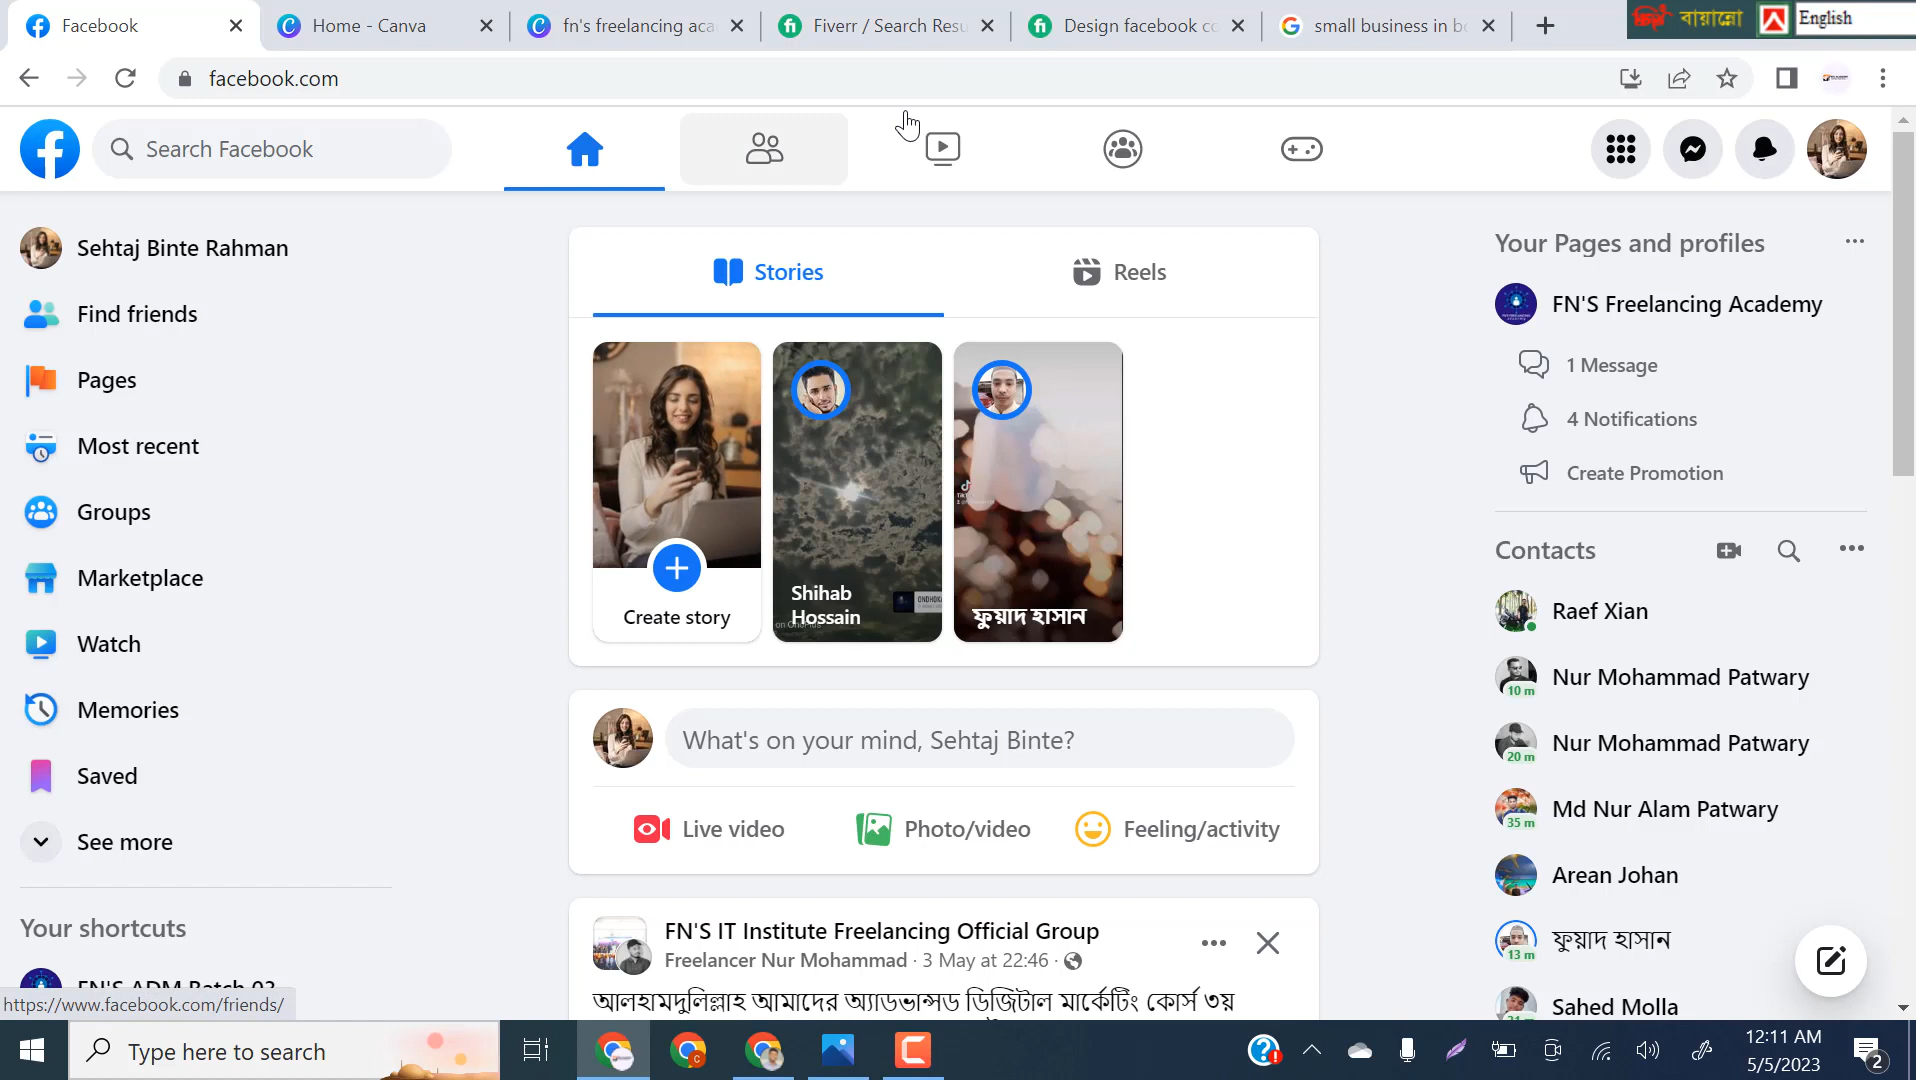 Facebook
Home - Canva
fn's freelancing aca
Fiverr / Search Resu
Design facebook co
small business in bo
বায়ান্নো
English
facebook.com
Search Facebook
Sehtaj Binte Rahman
Find friends
Pages
Most recent
Groups
Marketplace
Watch
Memories
Saved
See more
Your shortcuts
FN'S ADM Batch 03
https://www.facebook.com/friends/
Stories
Reels
Create story
Shihab
Hossain
ফুয়াদ হাসান
What's on your mind, Sehtaj Binte?
Live video
Photo/video
Feeling/activity
FN'S IT Institute Freelancing Official Group
Freelancer Nur Mohammad · 3 May at 22:46 ·
আলহামদুলিল্লাহ আমাদের অ্যাডভান্সড ডিজিটাল মার্কেটিং কোর্স ৩য়
Your Pages and profiles
FN'S Freelancing Academy
1 Message
4 Notifications
Create Promotion
Contacts
Raef Xian
Nur Mohammad Patwary
10 m
Nur Mohammad Patwary
20 m
Md Nur Alam Patwary
35 m
Arean Johan
ফুয়াদ হাসান
13 m
Sahed Molla
Type here to search
12:11 AM
5/5/2023
2